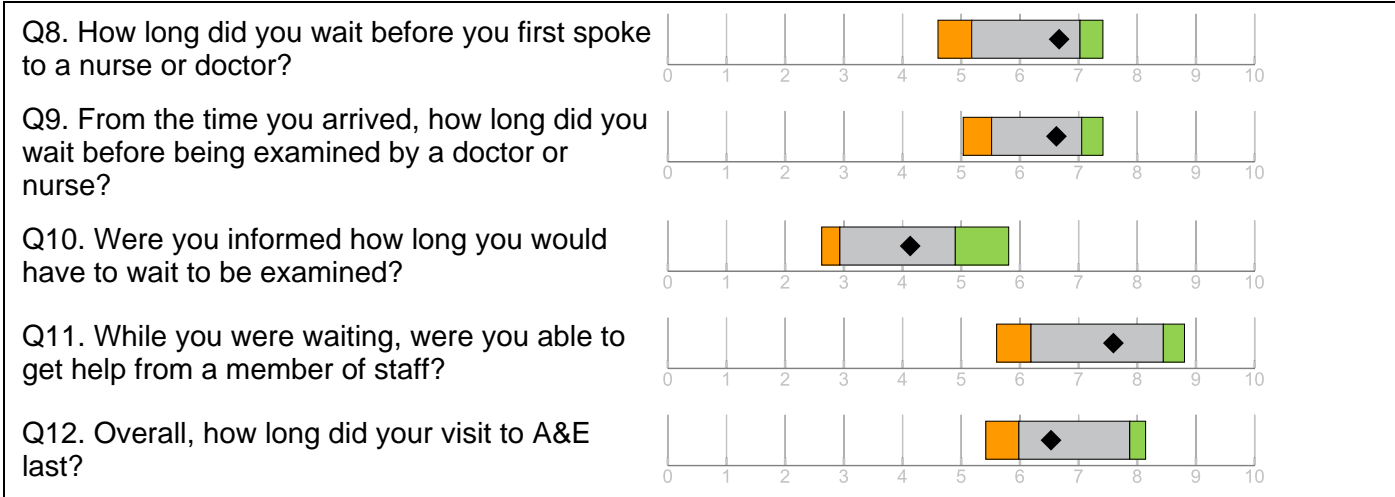 Q8. How long did you wait before you first spoke
to a nurse or doctor?
0 1 2 3 4 5 6 7 8 9 10
Q9. From the time you arrived, how long did you
wait before being examined by a doctor or
nurse?
0 1 2 3 4 5 6 7 8 9 10
Q10. Were you informed how long you would
have to wait to be examined?
0 1 2 3 4 5 6 7 8 9 10
Q11. While you were waiting, were you able to
get help from a member of staff?
0 1 2 3 4 5 6 7 8 9 10
Q12. Overall, how long did your visit to A&E
last?
0 1 2 3 4 5 6 7 8 9 10